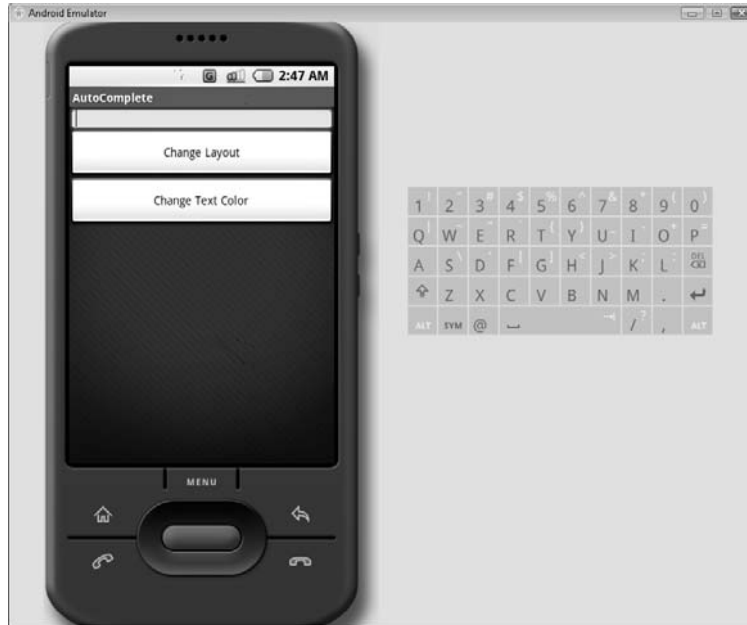 Android Emulator
G 2:47 AM
AutoComplete
Change Layout
Change Text Color
MENU
1 ! 2 " 3 # 4 $ 5 % 6 ^ 7 & 8 * 9 ( 0 )
Q W E R T { Y } U - I O + P =
A S \ D F [ G ] H < J > K ; L : DEL
Z X C V B N M .
ALT SYM @ / ? , ALT